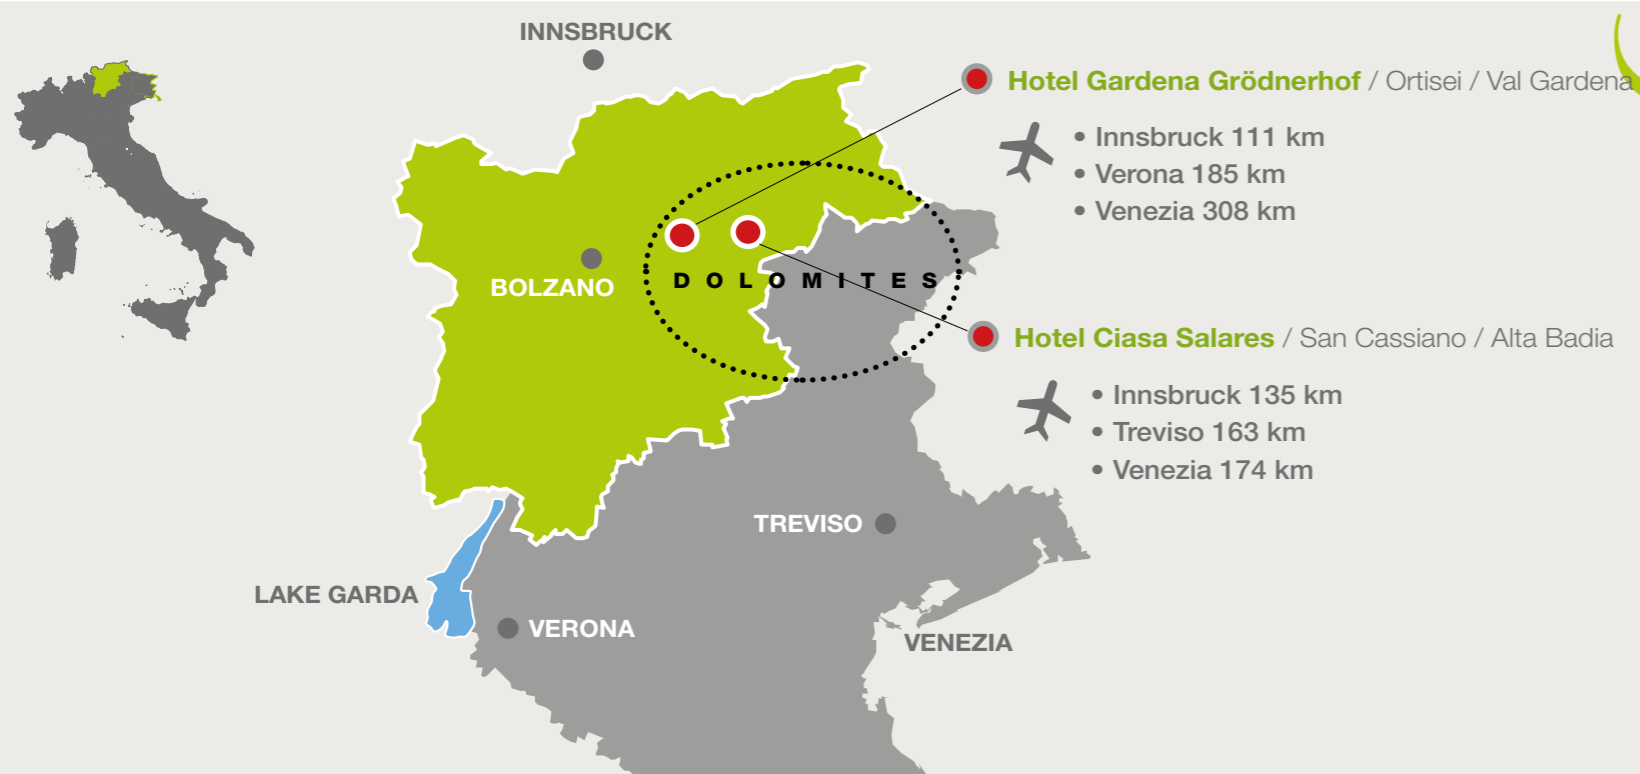 INNSBRUCK
Hotel Gardena Grödnerhof / Ortisei / Val Gardena
• Innsbruck 111 km
• Verona 185 km
• Venezia 308 km
BOLZANO
DOLOMITES
Hotel Ciasa Salares / San Cassiano / Alta Badia
• Innsbruck 135 km
• Treviso 163 km
• Venezia 174 km
TREVISO
LAKE GARDA
VERONA
VENEZIA